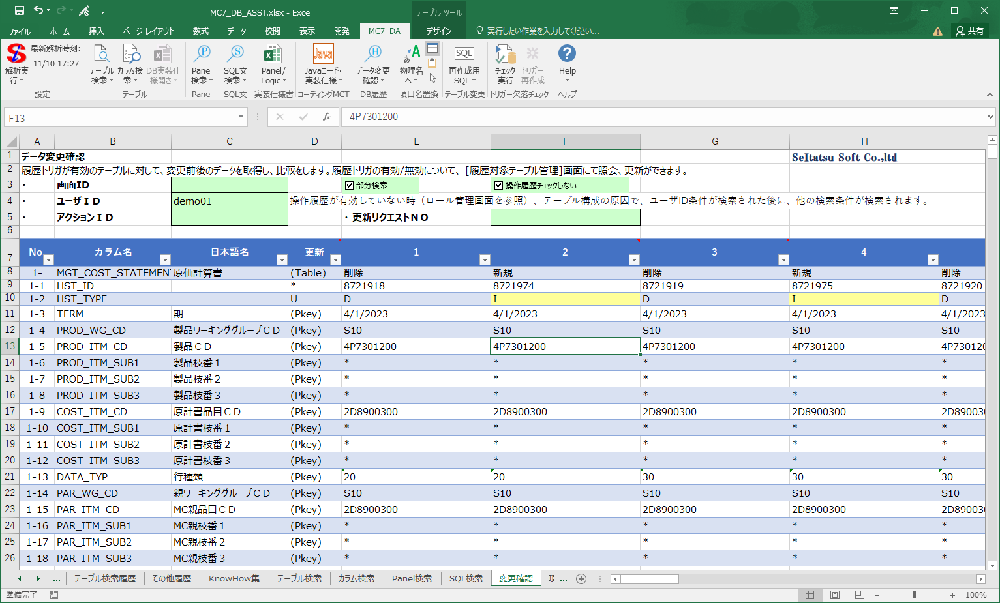 MC7_DB_ASST.xlsx - Excel
テーブル ツール
ファイル ホーム 挿入 ページ レイアウト 数式 データ 校閲 表示 開発 MC7_DA デザイン 実行したい作業を入力してください... 共有
解析実行 最新解析時刻: 11/10 17:27 -
テーブル検索 カラム検索 DB実装仕様開き
Panel検索
SQL文検索
Panel/Logic
Java
Javaコード・実装仕様
データ変更確認
物理名へ
SQL
再作成用SQL
チェック実行 トリガー再作成
Help
設定 テーブル Panel SQL文 実装仕様書 コーディングMCT DB履歴 項目名置換 テーブル変更 トリガー欠落チェック ヘルプ
F13 fx 4P7301200
A B C D E F G H
1 データ変更確認 SeItatsu Soft Co.,ltd
2 履歴トリガが有効のテーブルに対して、変更前後のデータを取得し、比較をします。履歴トリガの有効/無効について、 [履歴対象テーブル管理]画面にて照会、更新ができます。
3 ・ 画面ID 部分検索 操作履歴チェックしない
4 ・ ユーザＩＤ demo01 操作履歴が有効していない時（ロール管理画面を参照）、テーブル構成の原因で、ユーザID条件が検索された後に、他の検索条件が検索されます。
5 ・ アクションＩＤ ・ 更新リクエストＮＯ
6
7 No カラム名 日本語名 更新 1 2 3 4
8 1- MGT_COST_STATEMENT 原価計算書 (Table) 削除 新規 削除 新規 削除
9 1-1 HST_ID * 8721918 8721974 8721919 8721975 8721920
10 1-2 HST_TYPE U D I D I D
11 1-3 TERM 期 (Pkey) 4/1/2023 4/1/2023 4/1/2023 4/1/2023 4/1/2023
12 1-4 PROD_WG_CD 製品ワーキンググループＣＤ (Pkey) S10 S10 S10 S10 S10
13 1-5 PROD_ITM_CD 製品ＣＤ (Pkey) 4P7301200 4P7301200 4P7301200 4P7301200 4P730120
14 1-6 PROD_ITM_SUB1 製品枝番１ (Pkey) * * * * *
15 1-7 PROD_ITM_SUB2 製品枝番２ (Pkey) * * * * *
16 1-8 PROD_ITM_SUB3 製品枝番３ (Pkey) * * * * *
17 1-9 COST_ITM_CD 原計書品目ＣＤ (Pkey) 2D8900300 2D8900300 2D8900300 2D8900300 2D89003
18 1-10 COST_ITM_SUB1 原計書枝番１ (Pkey) * * * * *
19 1-11 COST_ITM_SUB2 原計書枝番２ (Pkey) * * * * *
20 1-12 COST_ITM_SUB3 原計書枝番３ (Pkey) * * * * *
21 1-13 DATA_TYP 行種類 (Pkey) 20 20 30 30 30
22 1-14 PAR_WG_CD 親ワーキンググループＣＤ (Pkey) S10 S10 S10 S10 S10
23 1-15 PAR_ITM_CD MC親品目ＣＤ (Pkey) 2D8900300 2D8900300 2D8900300 2D8900300 2D89003
24 1-16 PAR_ITM_SUB1 MC親枝番１ (Pkey) * * * * *
25 1-17 PAR_ITM_SUB2 MC親枝番２ (Pkey) * * * * *
26 1-18 PAR_ITM_SUB3 MC親枝番３ (Pkey) * * * * *
... テーブル検索履歴 その他履歴 KnowHow集 テーブル検索 カラム検索 Panel検索 SQL検索 変更確認 項 ...
準備完了 100%